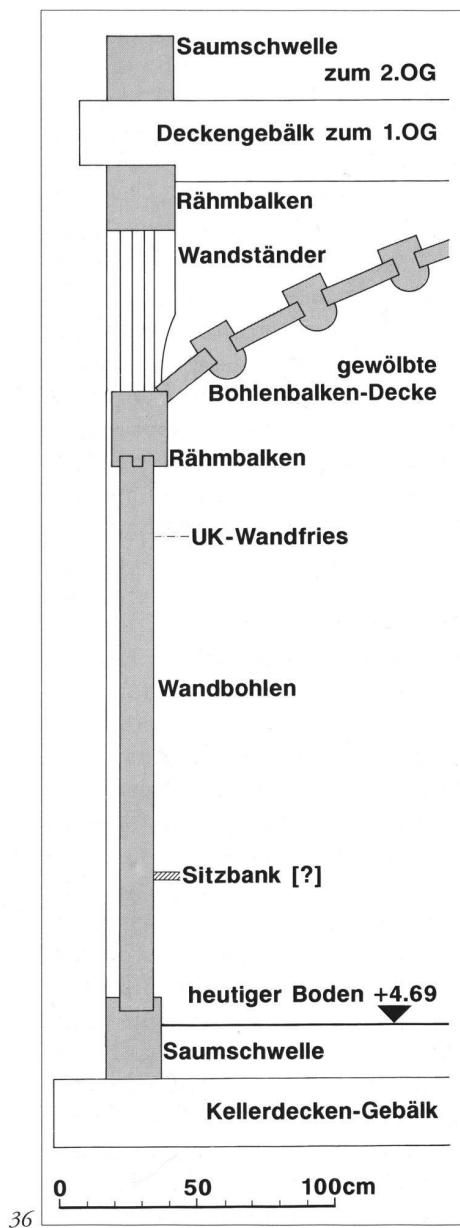 Saumschwelle
zum 2.OG
Deckengebälk zum 1.OG
Rähmbalken
Wandständer
gewölbte
Bohlenbalken-Decke
Rähmbalken
UK-Wandfries
Wandbohlen
Sitzbank [?]
heutiger Boden +4.69
Saumschwelle
Kellerdecken-Gebälk
0 50 100cm
36